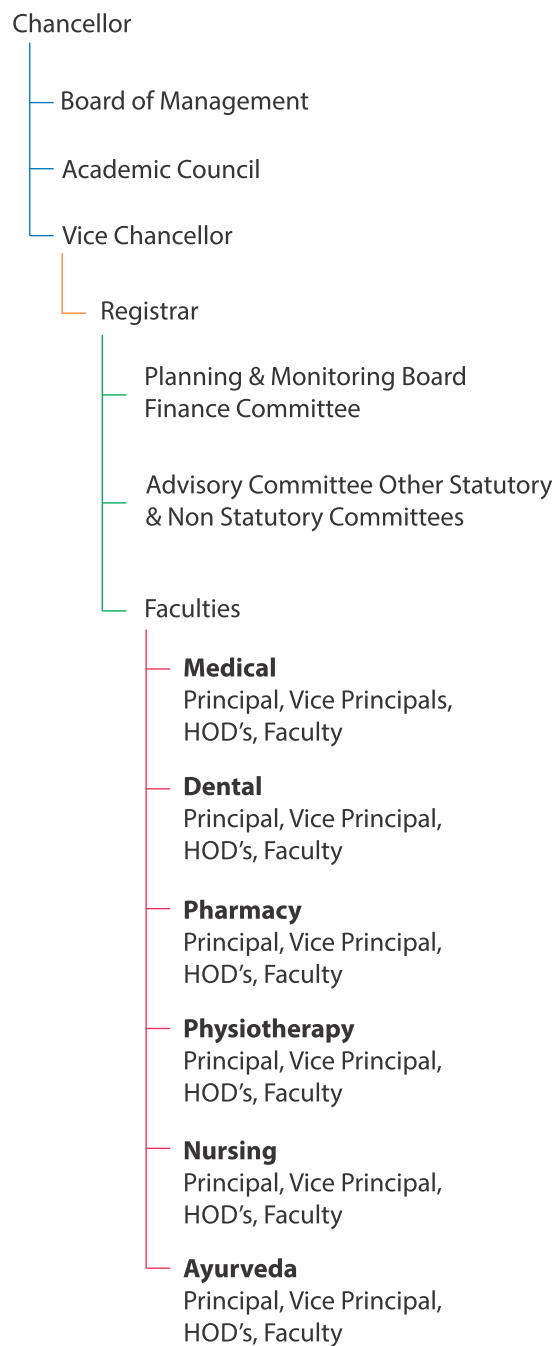 Chancellor
Board of Management
Academic Council
Vice Chancellor
Registrar
Planning & Monitoring Board
Finance Committee
Advisory Committee Other Statutory
& Non Statutory Committees
Faculties
Medical
Principal, Vice Principals,
HOD’s, Faculty
Dental
Principal, Vice Principal,
HOD’s, Faculty
Pharmacy
Principal, Vice Principal,
HOD’s, Faculty
Physiotherapy
Principal, Vice Principal,
HOD’s, Faculty
Nursing
Principal, Vice Principal,
HOD’s, Faculty
Ayurveda
Principal, Vice Principal,
HOD’s, Faculty